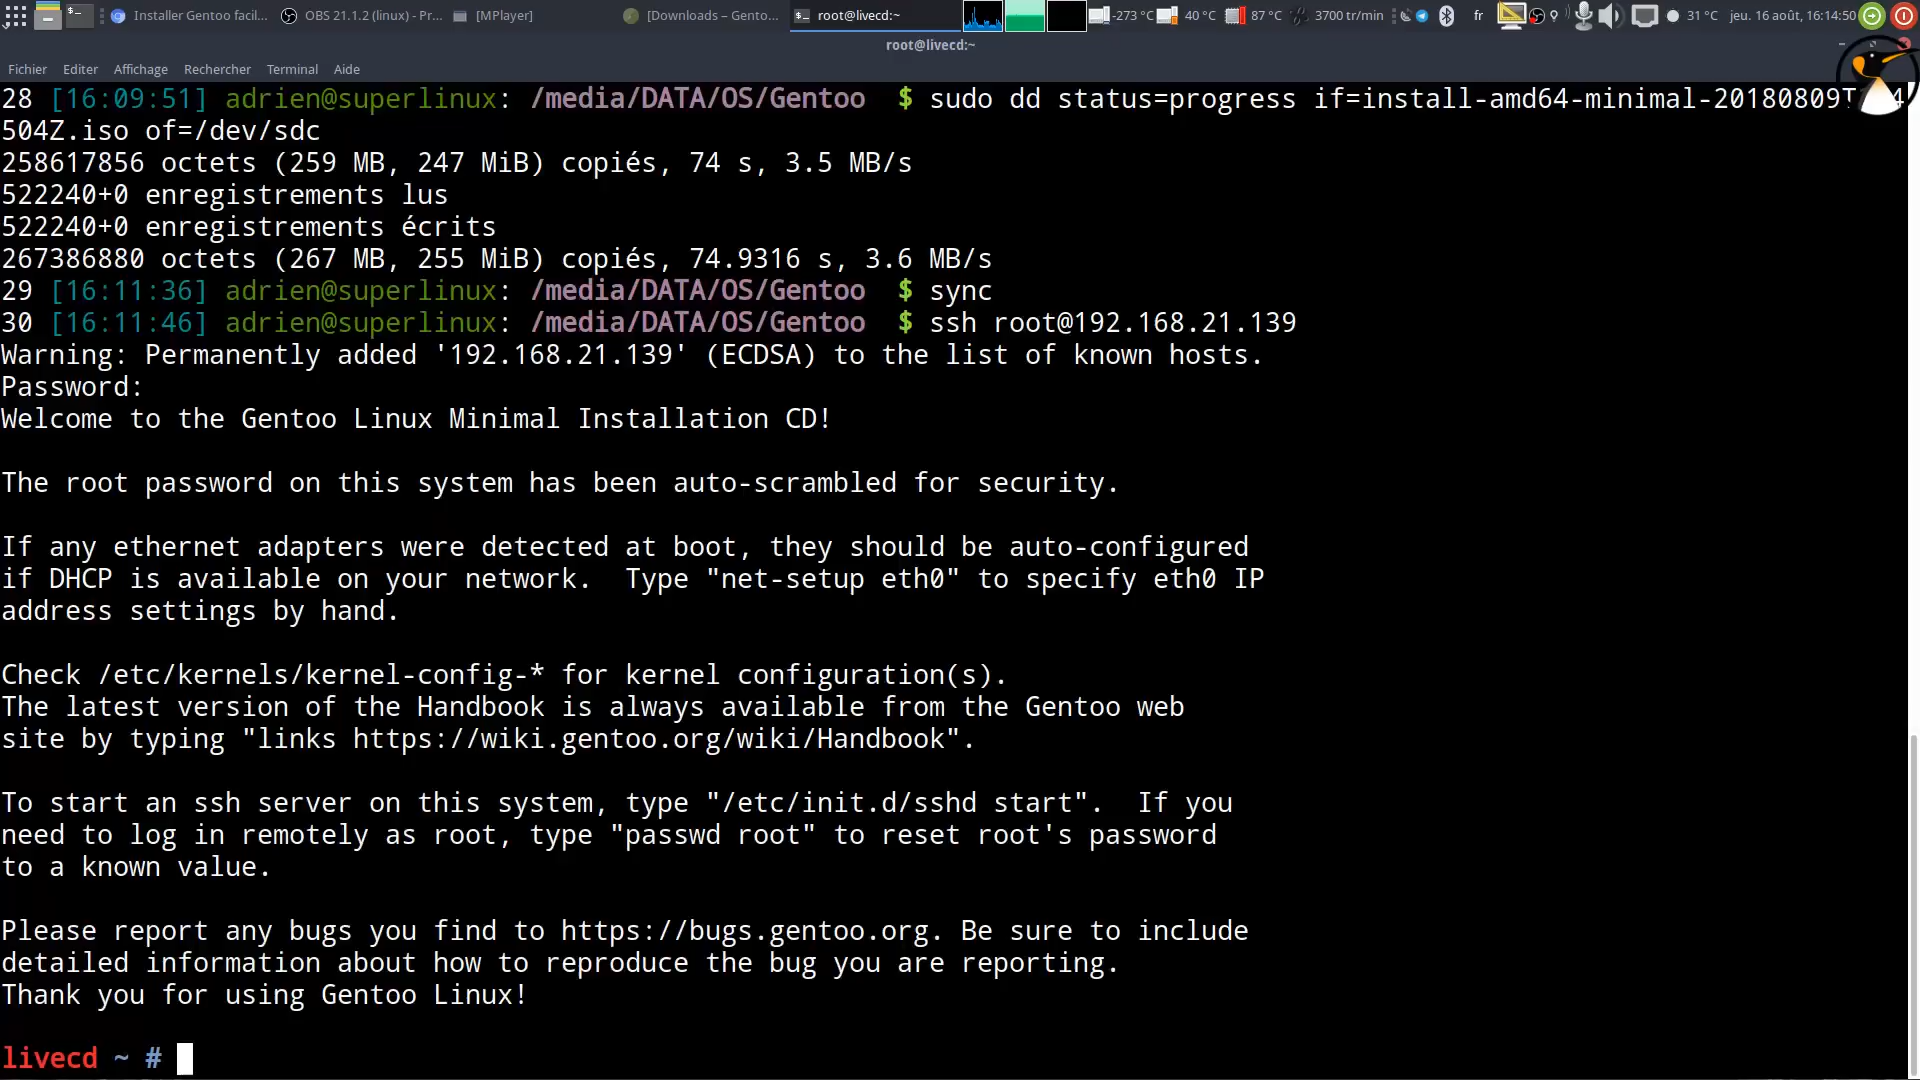 Installer Gentoo facil... OBS 21.1.2 (linux) - Pr... [MPlayer] [Downloads – Gento... root@livecd:~ -273 °C 40 °C 87 °C 3700 tr/min fr 31 °C jeu. 16 août, 16:14:50
root@livecd:~
Fichier Editer Affichage Rechercher Terminal Aide
28 [16:09:51] adrien@superlinux: /media/DATA/OS/Gentoo $ sudo dd status=progress if=install-amd64-minimal-20180809T
504Z.iso of=/dev/sdc
258617856 octets (259 MB, 247 MiB) copiés, 74 s, 3.5 MB/s
522240+0 enregistrements lus
522240+0 enregistrements écrits
267386880 octets (267 MB, 255 MiB) copiés, 74.9316 s, 3.6 MB/s
29 [16:11:36] adrien@superlinux: /media/DATA/OS/Gentoo $ sync
30 [16:11:46] adrien@superlinux: /media/DATA/OS/Gentoo $ ssh root@192.168.21.139
Warning: Permanently added '192.168.21.139' (ECDSA) to the list of known hosts.
Password:
Welcome to the Gentoo Linux Minimal Installation CD!
The root password on this system has been auto-scrambled for security.
If any ethernet adapters were detected at boot, they should be auto-configured
if DHCP is available on your network. Type "net-setup eth0" to specify eth0 IP
address settings by hand.
Check /etc/kernels/kernel-config-* for kernel configuration(s).
The latest version of the Handbook is always available from the Gentoo web
site by typing "links https://wiki.gentoo.org/wiki/Handbook".
To start an ssh server on this system, type "/etc/init.d/sshd start". If you
need to log in remotely as root, type "passwd root" to reset root's password
to a known value.
Please report any bugs you find to https://bugs.gentoo.org. Be sure to include
detailed information about how to reproduce the bug you are reporting.
Thank you for using Gentoo Linux!
livecd ~ #